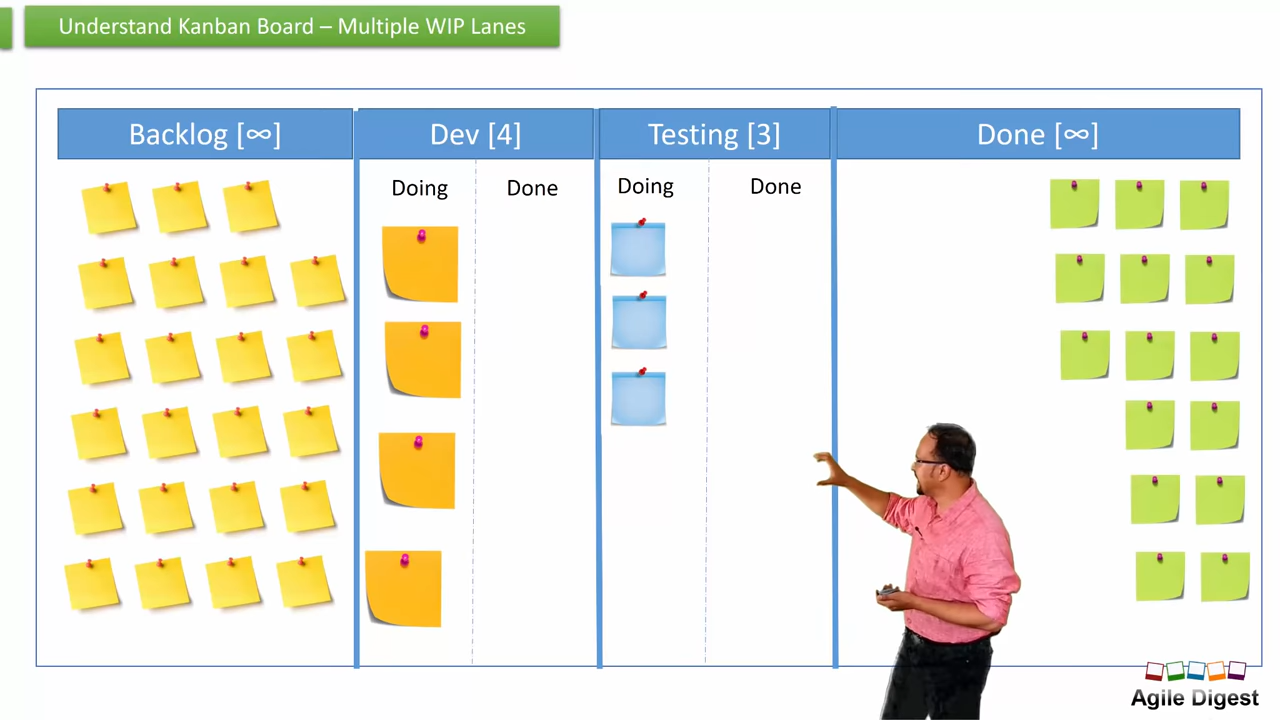 Understand Kanban Board – Multiple WIP Lanes
Backlog [∞]
Dev [4]
Testing [3]
Done [∞]
Doing
Done
Doing
Done
Agile Digest